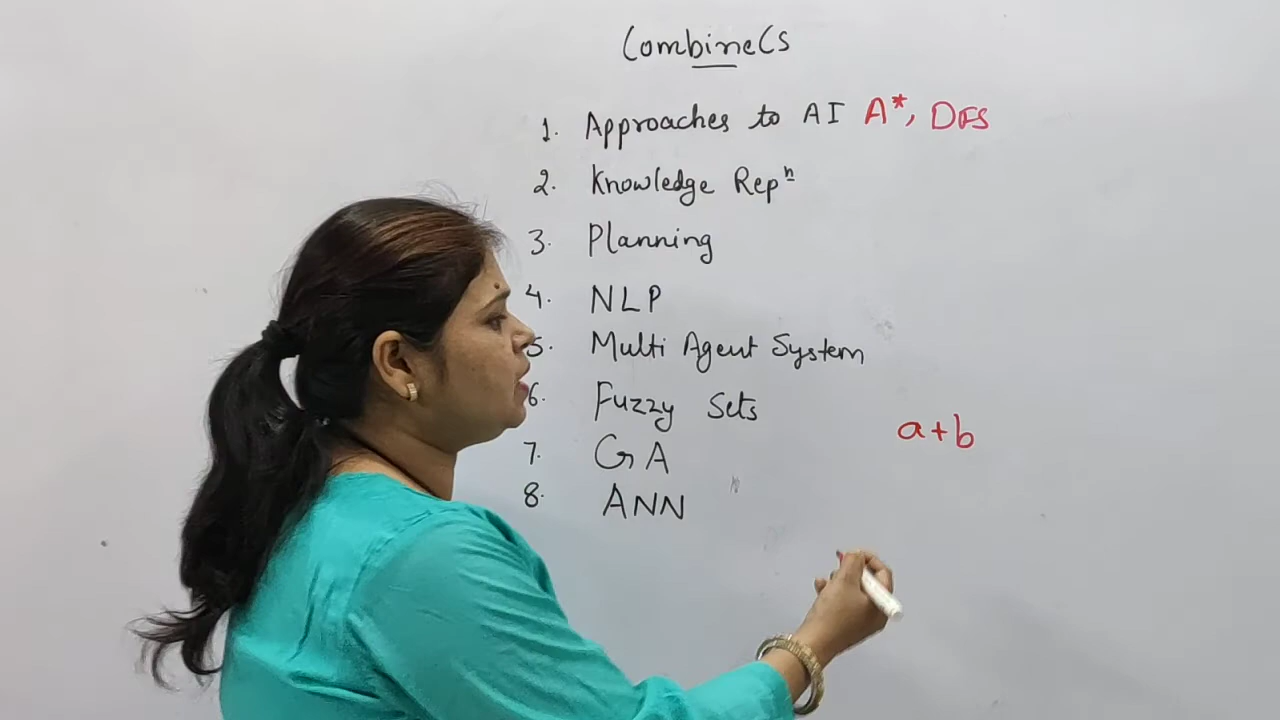 CombineCS
1. Approaches to AI A*, DFS
2. Knowledge Repⁿ
3. Planning
4. NLP
5. Multi Agent System
6. Fuzzy Sets
a+b
7. GA
8. ANN